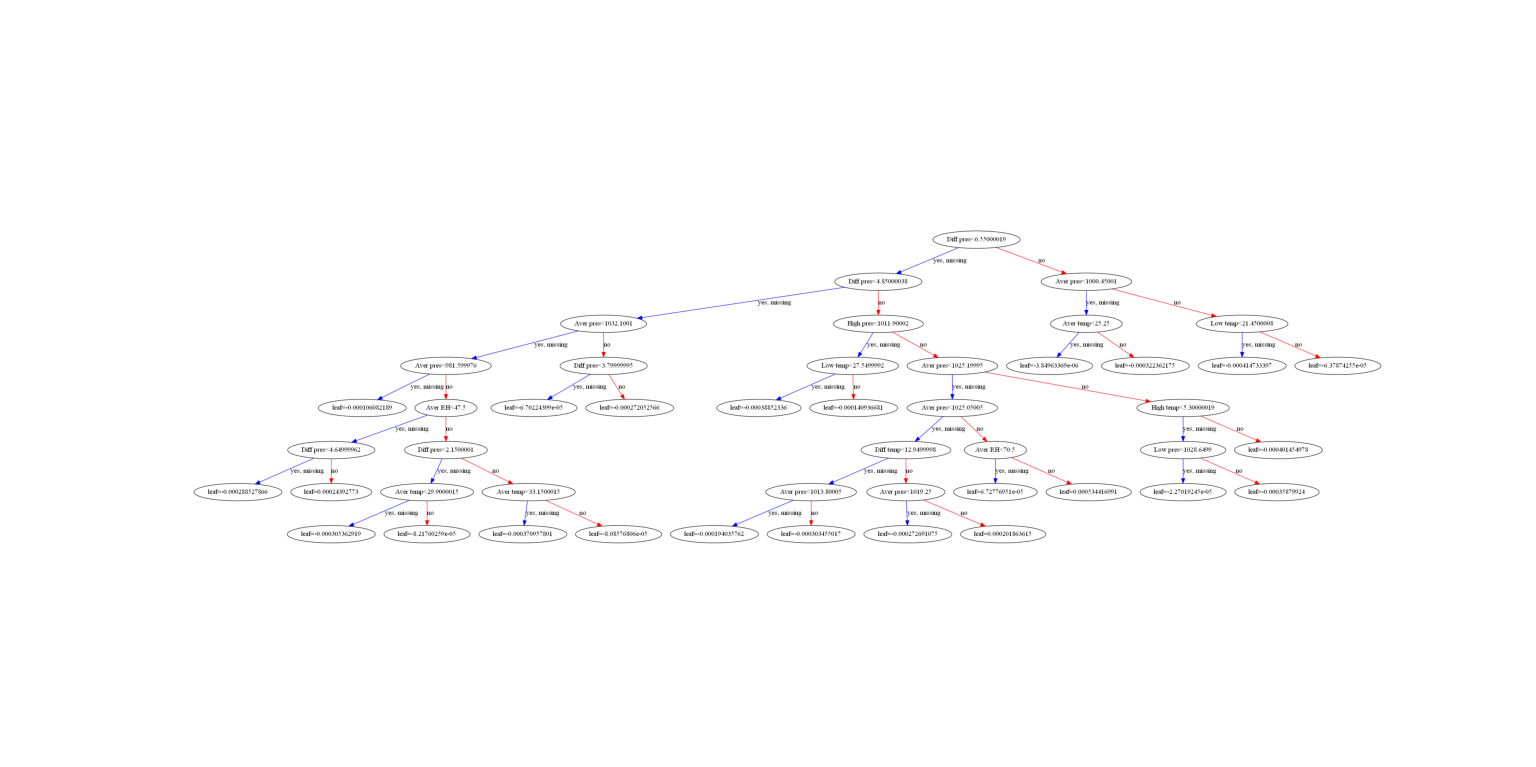 Diff pres<6.55000019
yes, missing
no
Diff pres<4.85000038
Aver pres<1000.45001
yes, missing
no
yes, missing
no
Aver pres<1032.1001
High pres<1011.90002
Aver temp<25.25
Low temp<21.4500008
yes, missing
no
yes, missing
no
yes, missing
no
yes, missing
no
Aver pres<981.599976
Diff pres<3.79999995
Low temp<27.5499992
Aver pres<1025.19995
leaf=-3.84963369e-06
leaf=-0.000322362175
leaf=-0.000414733397
leaf=-6.37874255e-05
yes, missing
no
yes, missing
no
yes, missing
no
yes, missing
no
leaf=-0.000106082189
Aver RH<47.5
leaf=-6.70224399e-05
leaf=-0.000272052566
leaf=-0.00038852336
leaf=-0.000140936681
Aver pres<1025.05005
High temp<5.30000019
yes, missing
no
yes, missing
no
yes, missing
no
Diff pres<4.64999962
Diff pres<2.1500001
Diff temp<12.9499998
Aver RH<70.5
Low pres<1028.6499
leaf=-0.000401454978
yes, missing
no
yes, missing
no
yes, missing
no
yes, missing
no
yes, missing
no
leaf=-0.000288527866
leaf=0.00024392773
Aver temp<29.9000015
Aver temp<33.1500015
Aver pres<1013.80005
Aver pres<1019.25
leaf=6.72776951e-05
leaf=0.000534416991
leaf=-2.27019245e-05
leaf=-0.00035879924
yes, missing
no
yes, missing
no
yes, missing
no
yes, missing
no
leaf=-0.000305362919
leaf=-8.21760259e-05
leaf=-0.000370957801
leaf=-8.08576806e-05
leaf=-0.000194035762
leaf=-0.000303455017
leaf=-0.000272691075
leaf=0.000201863615